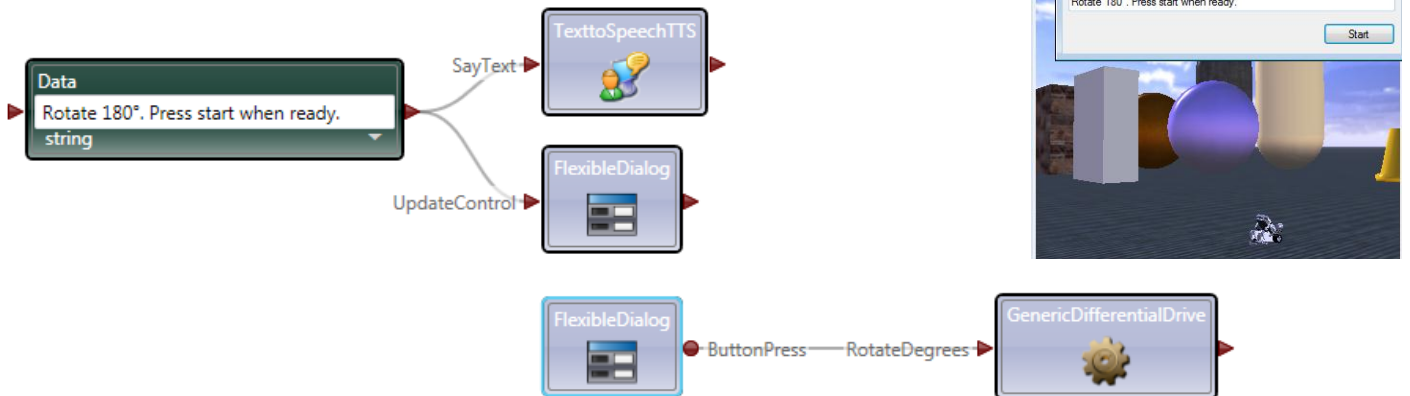 TexttoSpeechTTS
SayText
Data
Rotate 180°. Press start when ready.
string
FlexibleDialog
UpdateControl
FlexibleDialog
ButtonPress
RotateDegrees
GenericDifferentialDrive
Rotate 180°. Press start when ready.
Start